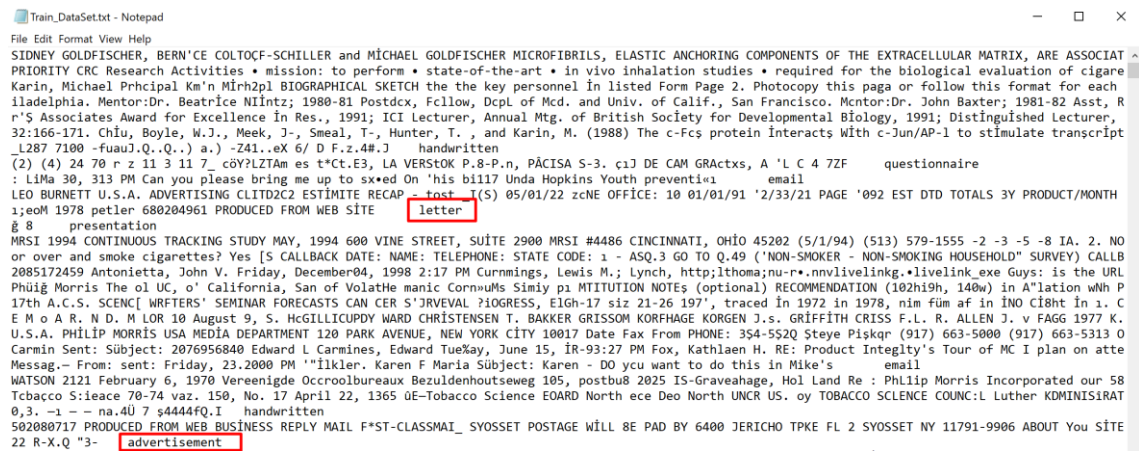 Train_DataSet.txt - Notepad
File Edit Format View Help
SIDNEY GOLDFISCHER, BERN'CE COLTOÇF-SCHILLER and MİCHAEL GOLDFISCHER MICROFIBRILS, ELASTIC ANCHORING COMPONENTS OF THE EXTRACELLULAR MATRIX, ARE ASSOCIAT
PRIORITY CRC Research Activities • mission: to perform • state-of-the-art • in vivo inhalation studies • required for the biological evaluation of cigare
Karin, Michael Prhcipal Km'n MİrhƏpl BIOGRAPHICAL SKETCH the the key personnel İn listed Form Page 2. Photocopy this paga or follow this format for each
iladelphia. Mentor:Dr. Beatrİce Nİİntz; 1980-81 Postdcx, Fcllow, DcpL of Mcd. and Univ. of Calif., San Francisco. Mcntor:Dr. John Baxter; 1981-82 Asst, R
r'$ Associates Award for Excellence İn Res., 1991; ICI Lecturer, Annual Mtg. of British Socİety for Developmental Bİology, 1991; Distİnguİshed Lecturer,
32:166-171. Chİu, Boyle, W.J., Meek, J-, Smeal, T-, Hunter, T. , and Karin, M. (1988) The c-Fcş protein İnteractş Wİth c-Jun/AP-l to stİmulate transcrİpt
_L287 7100 -fuauJ.Q..Q..) a.) -Z41..eX 6/ D F.z.4#.J handwritten
(2) (4) 24 70 r z 11 3 11 7_ cöY?LZTAm es t*Ct.E3, LA VERStOK P.8-P.n, PÂCISA S-3. çıJ DE CAM GRActxs, A 'L C 4 7ZF questionnaire
: LiMa 30, 313 PM Can you please bring me up to sx•ed On 'his bi117 Unda Hopkins Youth preventi«ı email
LEO BURNETT U.S.A. ADVERTISING CLITD2C2 ESTİMİTE RECAP - tost _I(S) 05/01/22 zcNE OFFİCE: 10 01/01/91 '2/33/21 PAGE '092 EST DTD TOTALS 3Y PRODUCT/MONTH
ı;eoM 1978 petler 680204961 PRODUCED FROM WEB SİTE letter
ğ 8 presentation
MRSI 1994 CONTINUOUS TRACKING STUDY MAY, 1994 600 VINE STREET, SUİTE 2900 MRSI #4486 CINCINNATI, OHİO 45202 (5/1/94) (513) 579-1555 -2 -3 -5 -8 IA. 2. NO
or over and smoke cigarettes? Yes [S CALLBACK DATE: NAME: TELEPHONE: STATE CODE: ı - ASQ.3 GO TO Q.49 ('NON-SMOKER - NON-SMOKING HOUSEHOLD" SURVEY) CALLB
2085172459 Antonietta, John V. Friday, December04, 1998 2:17 PM Curnmings, Lewis M.; Lynch, http;lthoma;nu-r•.nnvlivelinkg.•livelink_exe Guys: is the URL
Phüiğ Morris The ol UC, o' California, San of VolatHe manic Corn»uMs Simiy pı MTITUTION NOTEş (optional) RECOMMENDATION (102hi9h, 140w) in A"lation wNh P
17th A.C.S. SCENC[ WRFTERS' SEMINAR FORECASTS CAN CER S'JRVEVAL ?iOGRESS, ElGh-17 siz 21-26 197', traced İn 1972 in 1978, nim füm af in İNO Cİ8ht İn ı. C
E M o A R. N D. M LOR 10 August 9, S. HcGILLICUPDY WARD CHRİSTENSEN T. BAKKER GRISSOM KORFHAGE KORGEN J.s. GRİFFİTH CRISS F.L. R. ALLEN J. v FAGG 1977 K.
U.S.A. PHİLİP MORRİS USA MEDİA DEPARTMENT 120 PARK AVENUE, NEW YORK CİTY 10017 Date Fax From PHONE: 3$4-5S2Q Şteye Pişkqr (917) 663-5000 (917) 663-5313 O
Carmin Sent: Sübject: 2076956840 Edward L Carmines, Edward Tue%ay, June 15, İR-93:27 PM Fox, Kathlaen H. RE: Product Integlty's Tour of MC I plan on atte
Messag.— From: sent: Friday, 23.2000 PM '"İlkler. Karen F Maria Sübject: Karen - DO ycu want to do this in Mike's email
WATSON 2121 February 6, 1970 Vereenigde Occroolbureaux Bezuldenhoutseweg 105, postbu8 2025 IS-Graveahage, Hol Land Re : PhLlip Morris Incorporated our 58
Tcbaçco S:ieace 70-74 vaz. 150, No. 17 April 22, 1365 ûE—Tobacco Science EOARD North ece Deo North UNCR US. oy TOBACCO SCLENCE COUNC:L Luther KDMINISİRAT
0,3. —ı — — na.4Ü 7 ş4444fQ.I handwritten
502080717 PRODUCED FROM WEB BUSİNESS REPLY MAIL F*ST-CLASSMAI_ SYOSSET POSTAGE WİLL 8E PAD BY 6400 JERICHO TPKE FL 2 SYOSSET NY 11791-9906 ABOUT You SİTE
22 R-X.Q "3- advertisement